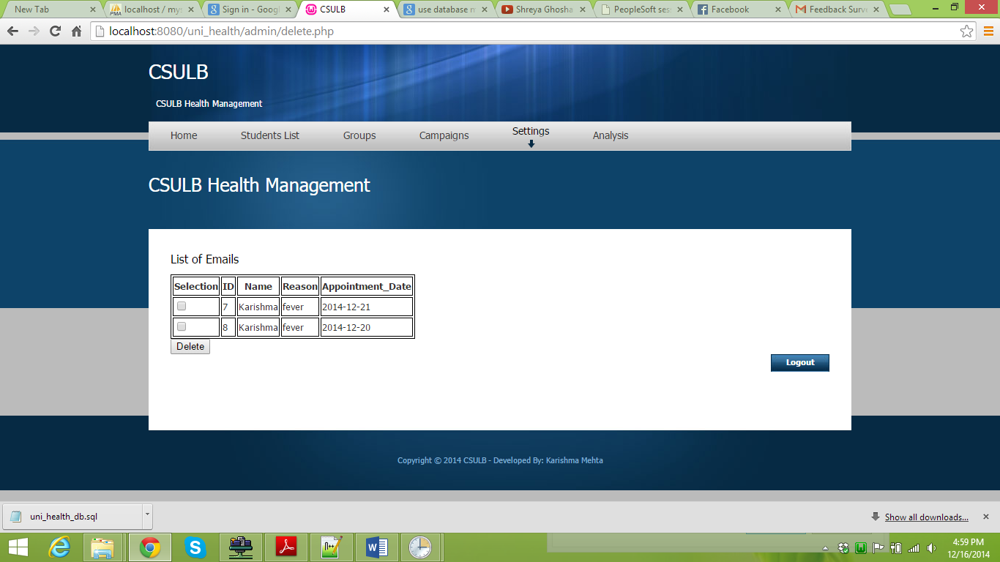 New Tab
localhost / mys
Sign in - Goog
CSULB
use database m
Shreya Ghosha
PeopleSoft ses
Facebook
Feedback Surve
localhost:8080/uni_health/admin/delete.php
CSULB
CSULB Health Management
Home Students List Groups Campaigns Settings Analysis
CSULB Health Management
List of Emails
Selection ID Name Reason Appointment_Date
7 Karishma fever 2014-12-21
8 Karishma fever 2014-12-20
Delete
Logout
Copyright © 2014 CSULB - Developed By: Karishma Mehta
uni_health_db.sql
Show all downloads...
4:59 PM
12/16/2014